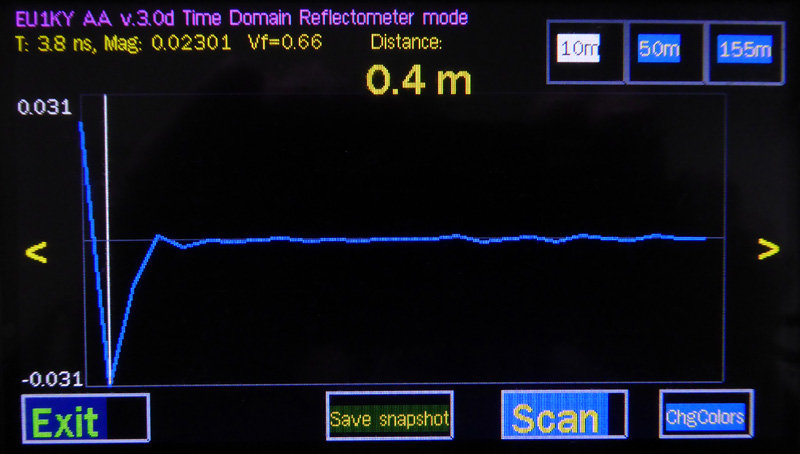 EU1KY AA v.3.0d Time Domain Reflectometer mode
T: 3.8 ns, Mag: 0.02301 Vf=0.66 Distance:
0.4 m
10m 50m 155m
0.031
< >
-0.031
Exit Save snapshot Scan ChgColors